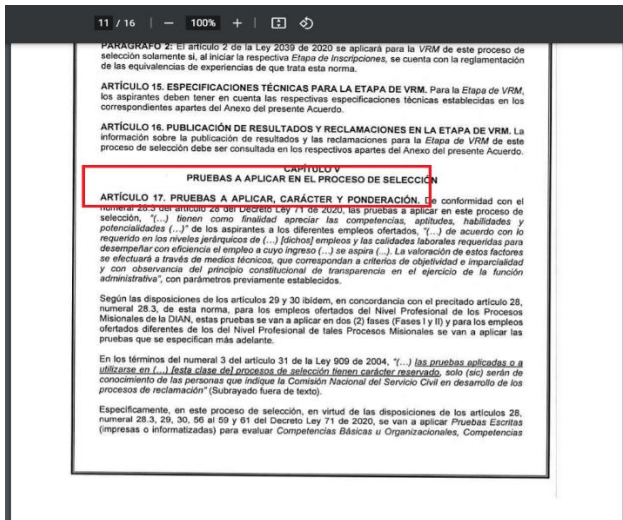 11 / 16 | — 100% +
PARÁGRAFO 2: El artículo 2 de la Ley 2039 de 2020 se aplicará para la VRM de este proceso de
selección solamente si, al iniciar la respectiva Etapa de Inscripciones, se cuenta con la reglamentación
de las equivalencias de experiencias de que trata esta norma.
ARTÍCULO 15. ESPECIFICACIONES TÉCNICAS PARA LA ETAPA DE VRM. Para la Etapa de VRM,
los aspirantes deben tener en cuenta las respectivas especificaciones técnicas establecidas en los
correspondientes apartes del Anexo del presente Acuerdo.
ARTÍCULO 16. PUBLICACIÓN DE RESULTADOS Y RECLAMACIONES EN LA ETAPA DE VRM. La
información sobre la publicación de resultados y las reclamaciones para la Etapa de VRM de este
proceso de selección debe ser consultada en los respectivos apartes del Anexo del presente Acuerdo.
CAPÍTULO V
PRUEBAS A APLICAR EN EL PROCESO DE SELECCIÓN
ARTÍCULO 17. PRUEBAS A APLICAR, CARÁCTER Y PONDERACIÓN. De conformidad con el
numeral 28.3 del artículo 28 del Decreto Ley 71 de 2020, las pruebas a aplicar en este proceso de
selección, "(...) tienen como finalidad apreciar las competencias, aptitudes, habilidades y
potencialidades (...)" de los aspirantes a los diferentes empleos ofertados, "(...) de acuerdo con lo
requerido en los niveles jerárquicos de (...) [dichos] empleos y las calidades laborales requeridas para
desempeñar con eficiencia el empleo a cuyo ingreso (...) se aspira (...). La valoración de estos factores
se efectuará a través de medios técnicos, que correspondan a criterios de objetividad e imparcialidad
y con observancia del principio constitucional de transparencia en el ejercicio de la función
administrativa", con parámetros previamente establecidos.
Según las disposiciones de los artículos 29 y 30 ibídem, en concordancia con el precitado artículo 28,
numeral 28.3, de esta norma, para los empleos ofertados del Nivel Profesional de los Procesos
Misionales de la DIAN, estas pruebas se van a aplicar en dos (2) fases (Fases I y II) y para los empleos
ofertados diferentes de los del Nivel Profesional de tales Procesos Misionales se van a aplicar las
pruebas que se especifican más adelante.
En los términos del numeral 3 del artículo 31 de la Ley 909 de 2004, "(...) las pruebas aplicadas o a
utilizarse en (...) [esta clase de] procesos de selección tienen carácter reservado, solo (sic) serán de
conocimiento de las personas que indique la Comisión Nacional del Servicio Civil en desarrollo de los
procesos de reclamación" (Subrayado fuera de texto).
Específicamente, en este proceso de selección, en virtud de las disposiciones de los artículos 28,
numeral 28.3, 29, 30, 56 al 59 y 61 del Decreto Ley 71 de 2020, se van a aplicar Pruebas Escritas
(impresas o informatizadas) para evaluar Competencias Básicas u Organizacionales, Competencias